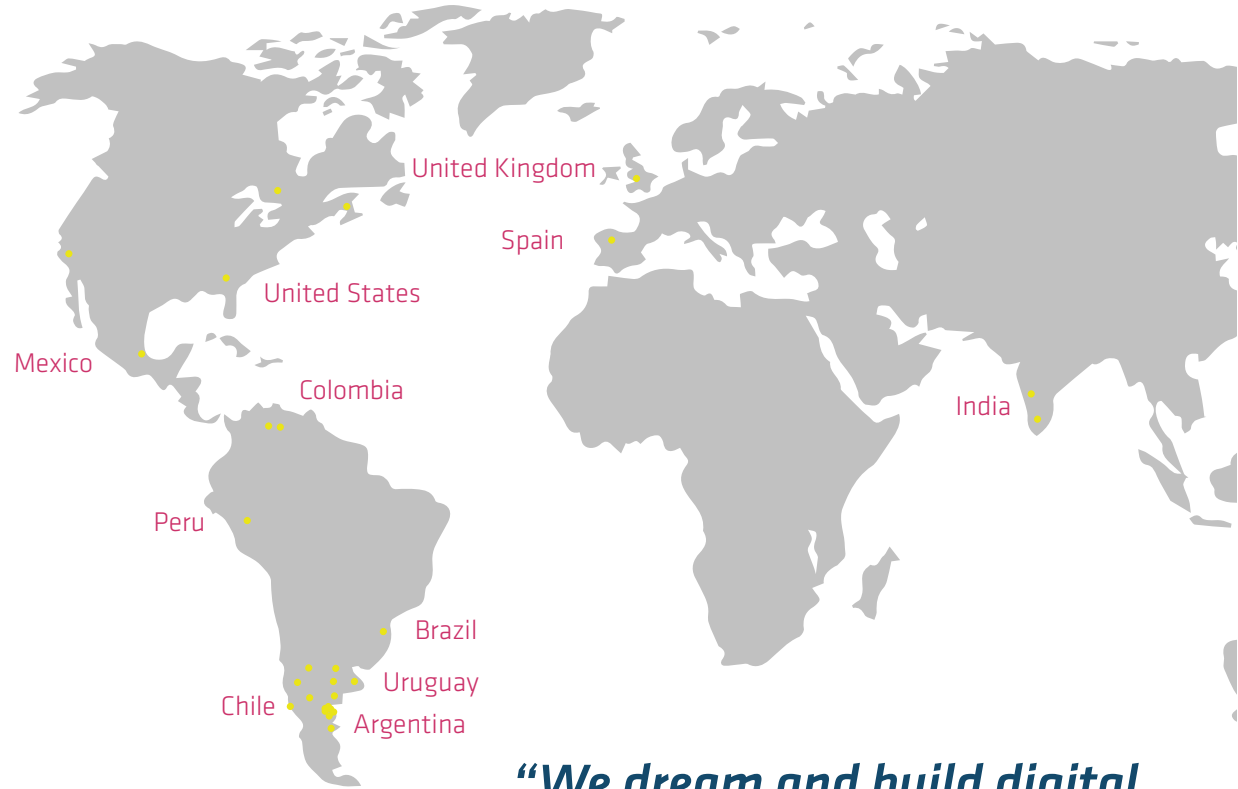 United Kingdom
Spain
United States
Mexico
Colombia
India
Peru
Brazil
Uruguay
Chile
Argentina
“We dream and build digital